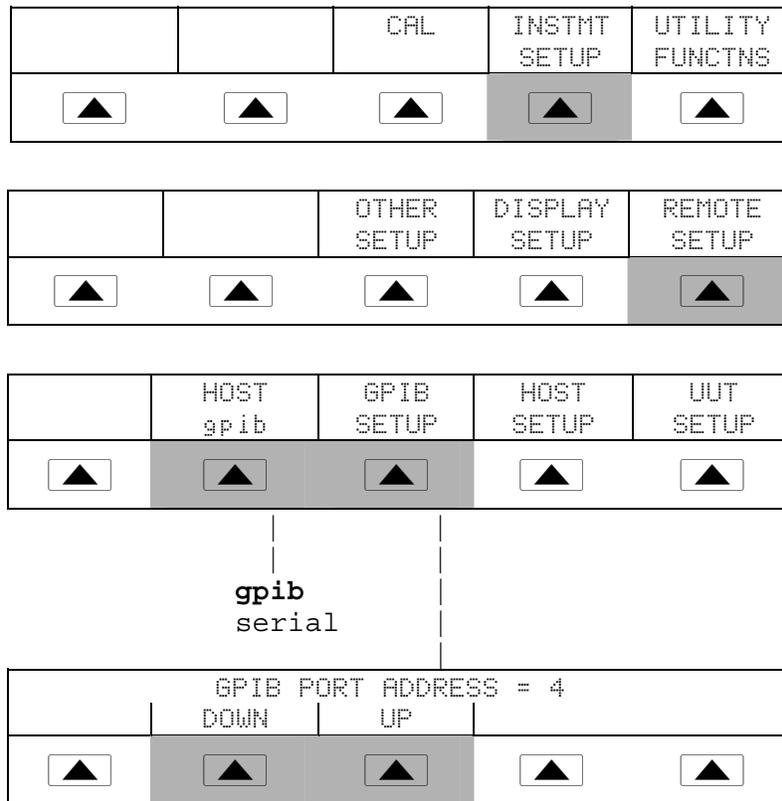 CAL INSTMT UTILITY
SETUP FUNCTNS
OTHER DISPLAY REMOTE
SETUP SETUP SETUP
HOST GPIB HOST UUT
gpib SETUP SETUP SETUP
gpib
serial
GPIB PORT ADDRESS = 4
DOWN UP